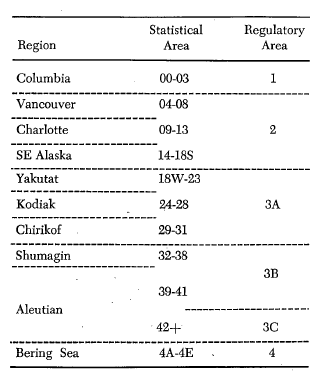 Statistical Regulatory
Region Area Area
Columbia 00-03 1
Vancouver 04-08
Charlotte 09-13 2
SE Alaska 14-18S
Yakutat 18W-23
Kodiak 24-28 3A
Chirikof 29-31
Shumagin 32-38
3B
39-41
Aleutian
42+ 3C
Bering Sea 4A-4E 4